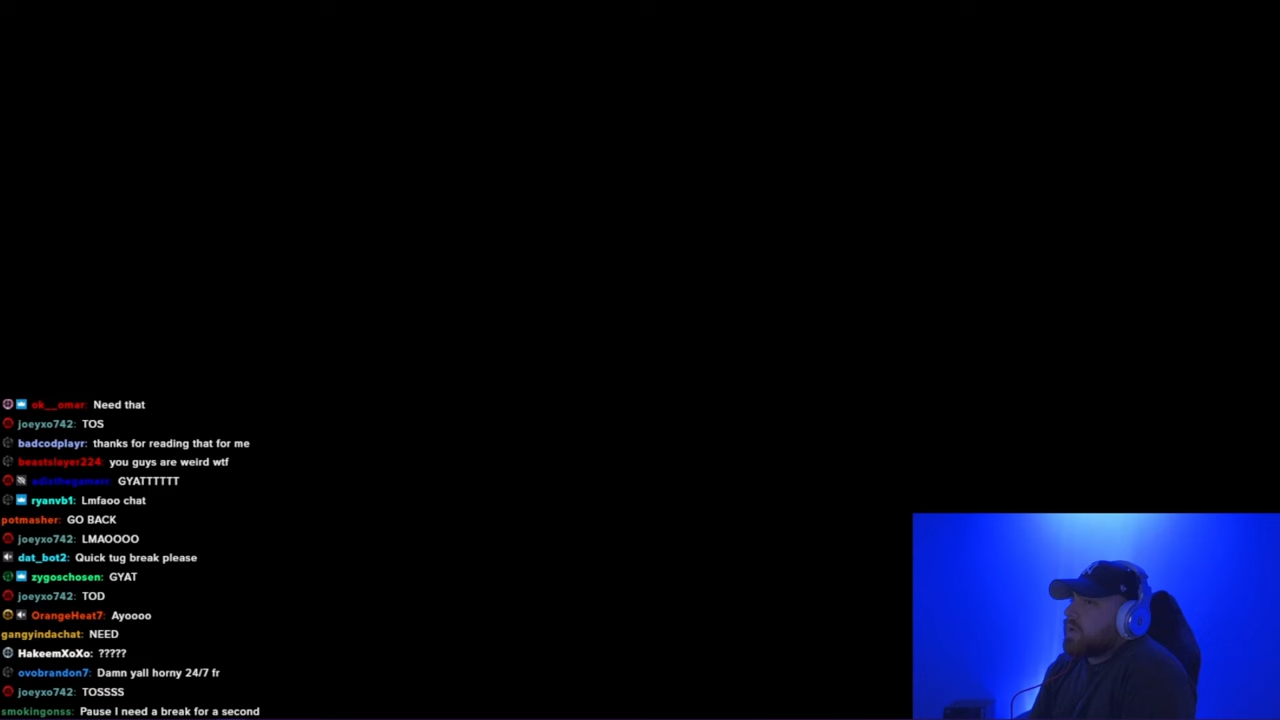 ok__omar: Need that
joeyxo742: TOS
badcodplayr: thanks for reading that for me
beastslayer224: you guys are weird wtf
GYATTTTTT
ryanvb1: Lmfaoo chat
potmasher: GO BACK
joeyxo742: LMAOOOO
dat_bot2: Quick tug break please
zygoschosen: GYAT
joeyxo742: TOD
OrangeHeat7: Ayoooo
gangyindachat: NEED
HakeemXoXo: ?????
ovobrandon7: Damn yall horny 24/7 fr
joeyxo742: TOSSSS
smokingonss: Pause I need a break for a second